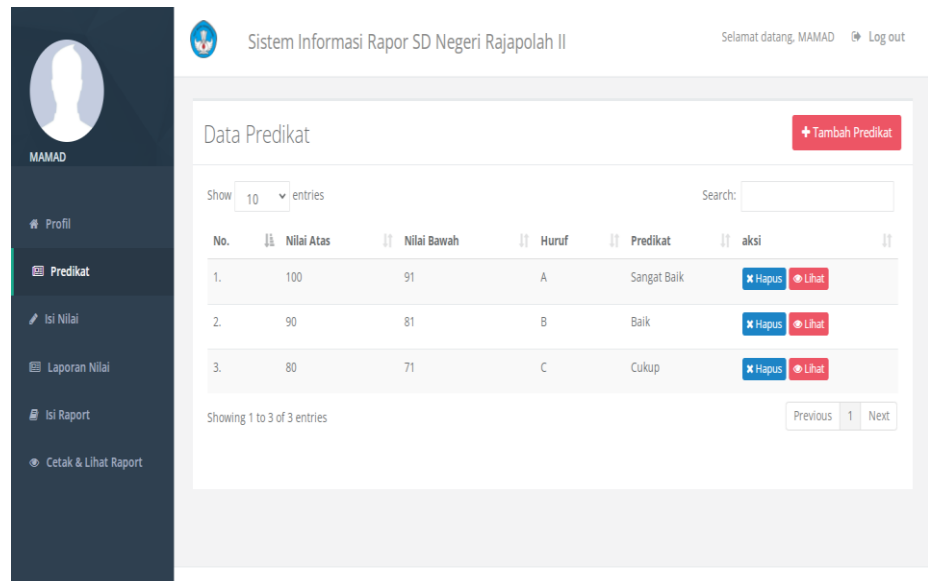 Sistem Informasi Rapor SD Negeri Rajapolah II
Selamat datang, MAMAD Log out
MAMAD
Profil
Predikat
Isi Nilai
Laporan Nilai
Isi Raport
Cetak & Lihat Raport
Data Predikat
Tambah Predikat
Show 10 entries
Search:
No. Nilai Atas Nilai Bawah Huruf Predikat aksi
1. 100 91 A Sangat Baik Hapus Lihat
2. 90 81 B Baik Hapus Lihat
3. 80 71 C Cukup Hapus Lihat
Showing 1 to 3 of 3 entries
Previous 1 Next